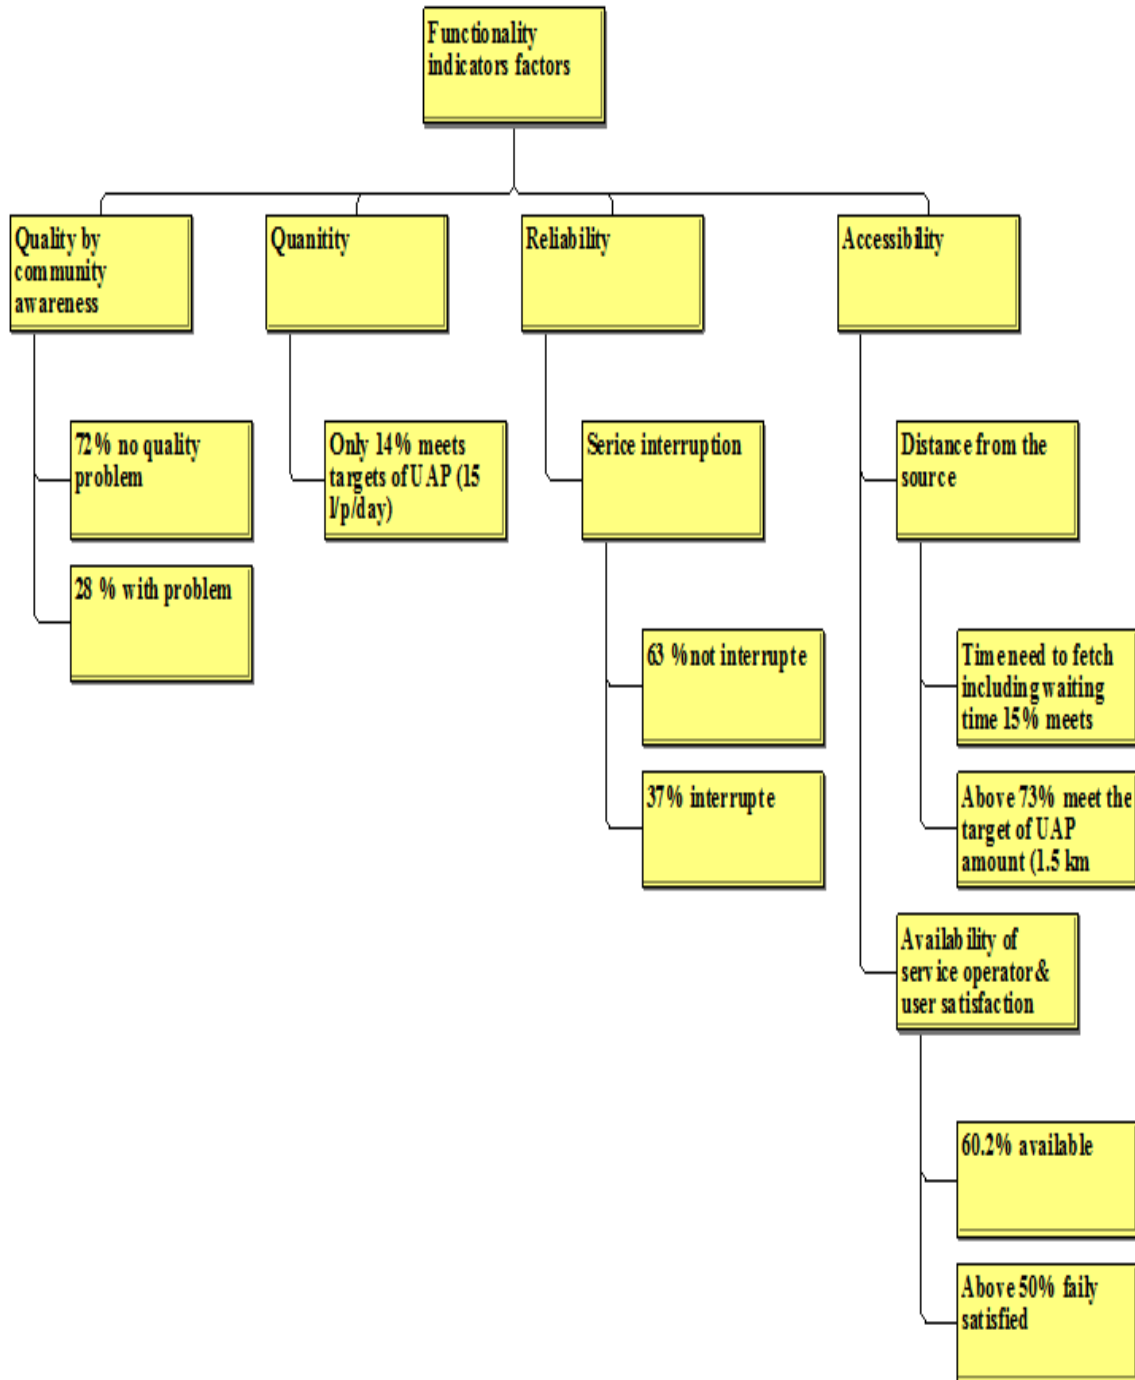 Functionality
indicators factors
Quality by
community
awareness
Quanitity
Reliability
Accessibility
72% no quality
problem
Only 14% meets
targets of UAP (15
l/p/day)
Serice interruption
Distance from the
source
28 % with problem
63 %not interrupte
Time need to fetch
including waiting
time 15% meets
37% interrupte
Above 73% meet the
target of UAP
amount (1.5 km
Availability of
service operator &
user satisfaction
60.2% available
Above 50% faily
satisfied